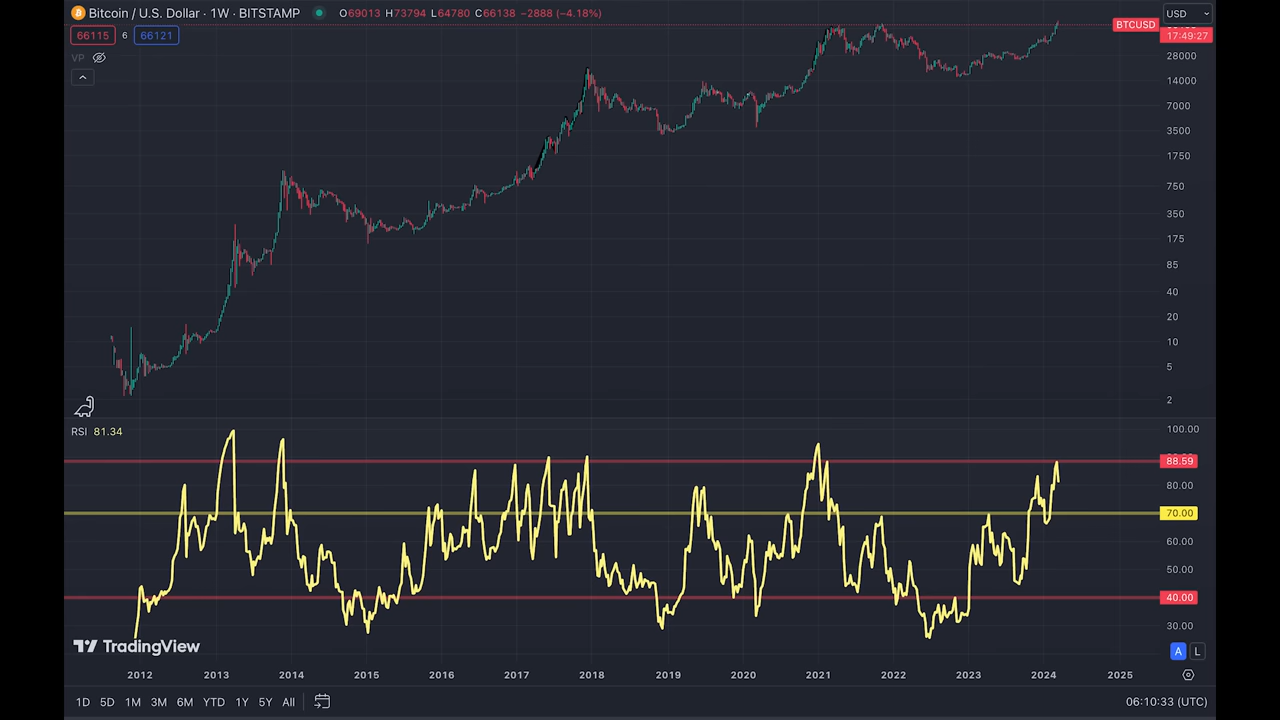 Bitcoin / U.S. Dollar · 1W · BITSTAMP O69013 H73794 L64780 C66138 −2888 (−4.18%) USD
66115 6 66121
VP
BTCUSD
17:49:27
28000
14000
7000
3500
1750
750
350
175
85
40
20
10
5
2
RSI 81.34
100.00
88.59
80.00
70.00
60.00
50.00
40.00
30.00
TradingView
A L
2012 2013 2014 2015 2016 2017 2018 2019 2020 2021 2022 2023 2024 2025
1D 5D 1M 3M 6M YTD 1Y 5Y All 06:10:33 (UTC)